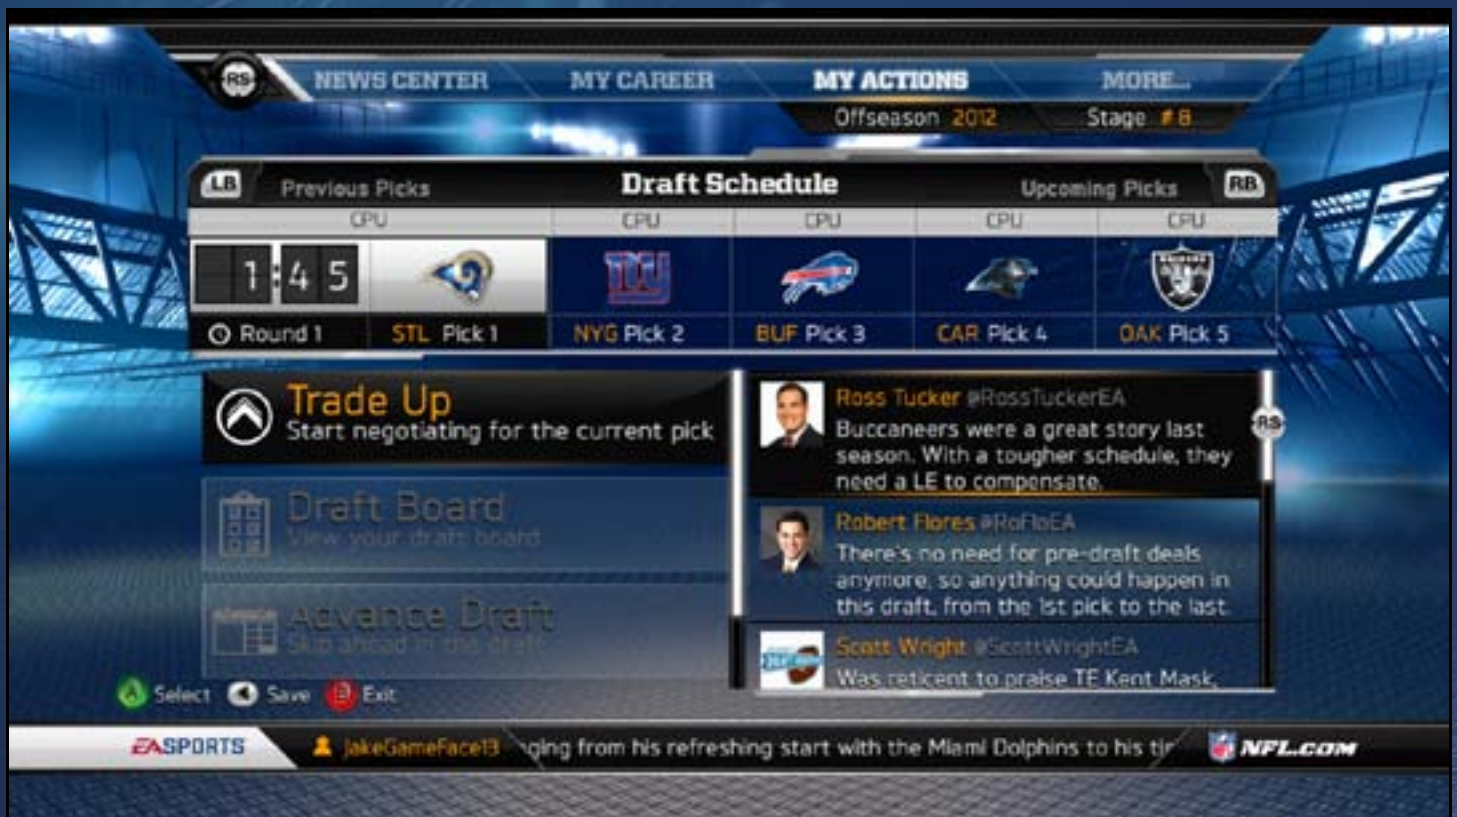 RS
NEWS CENTER MY CAREER MY ACTIONS MORE...
Offseason 2012 Stage #8
LB Previous Picks Draft Schedule Upcoming Picks RB
CPU CPU CPU CPU CPU
1:45
Round 1 STL Pick 1 NYG Pick 2 BUF Pick 3 CAR Pick 4 OAK Pick 5
Trade Up
Start negotiating for the current pick
Draft Board
View your draft board
Advance Draft
Skip ahead in the draft
Ross Tucker @RossTuckerEA
Buccaneers were a great story last
season. With a tougher schedule, they
need a LE to compensate.
RS
Robert Flores @RoFloEA
There's no need for pre-draft deals
anymore, so anything could happen in
this draft, from the 1st pick to the last.
Scott Wright @ScottWrightEA
Was reticent to praise TE Kent Mask,
A Select Save B Exit
EA SPORTS JakeGameFace13 ging from his refreshing start with the Miami Dolphins to his NFL.COM